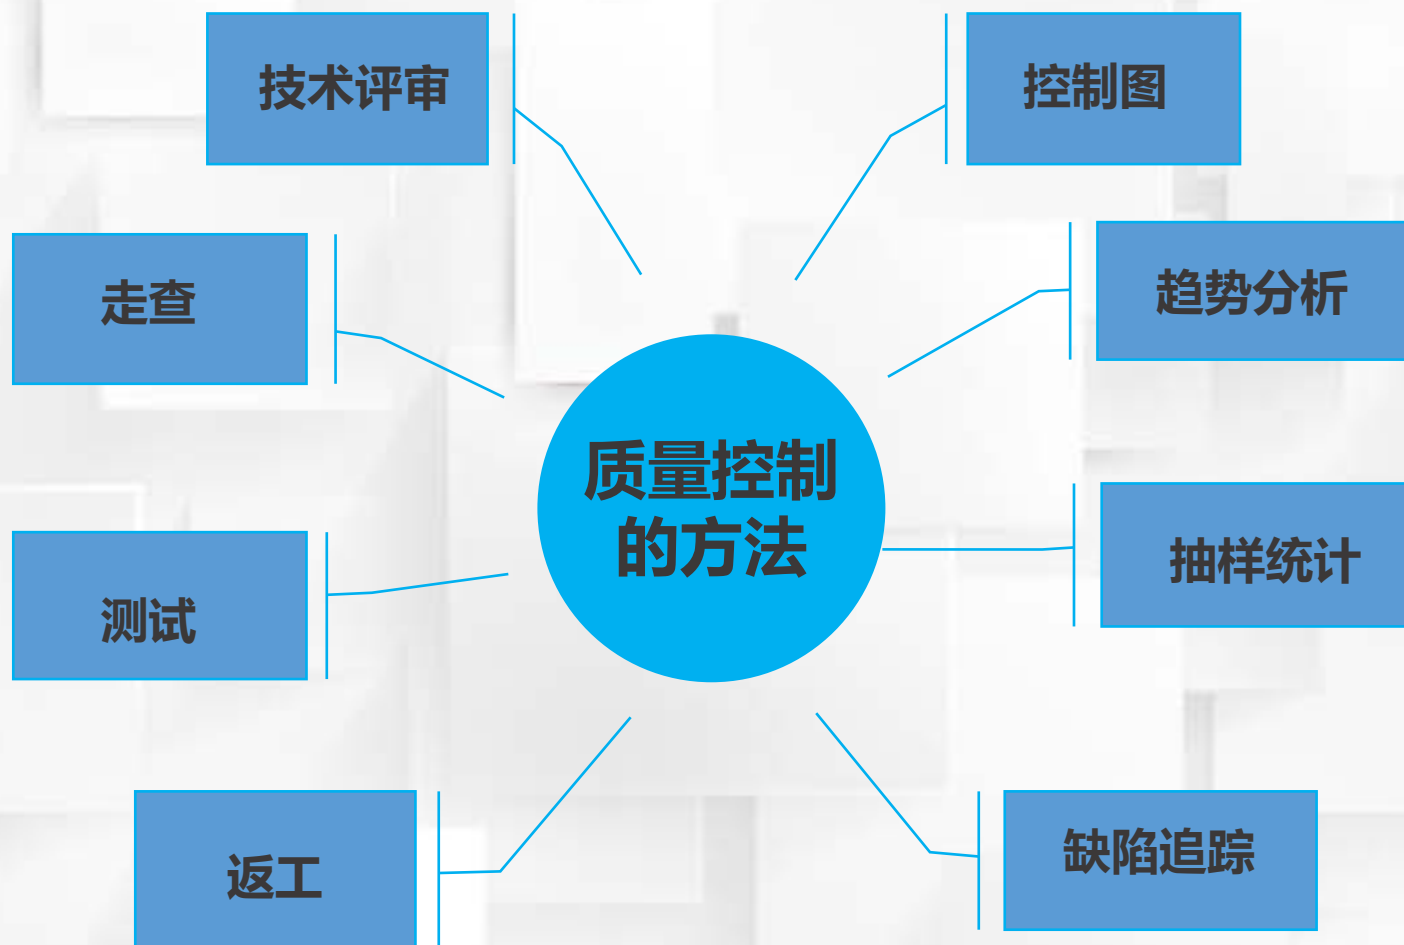 技术评审
控制图
走查
趋势分析
质量控制
的方法
测试
抽样统计
返工
缺陷追踪